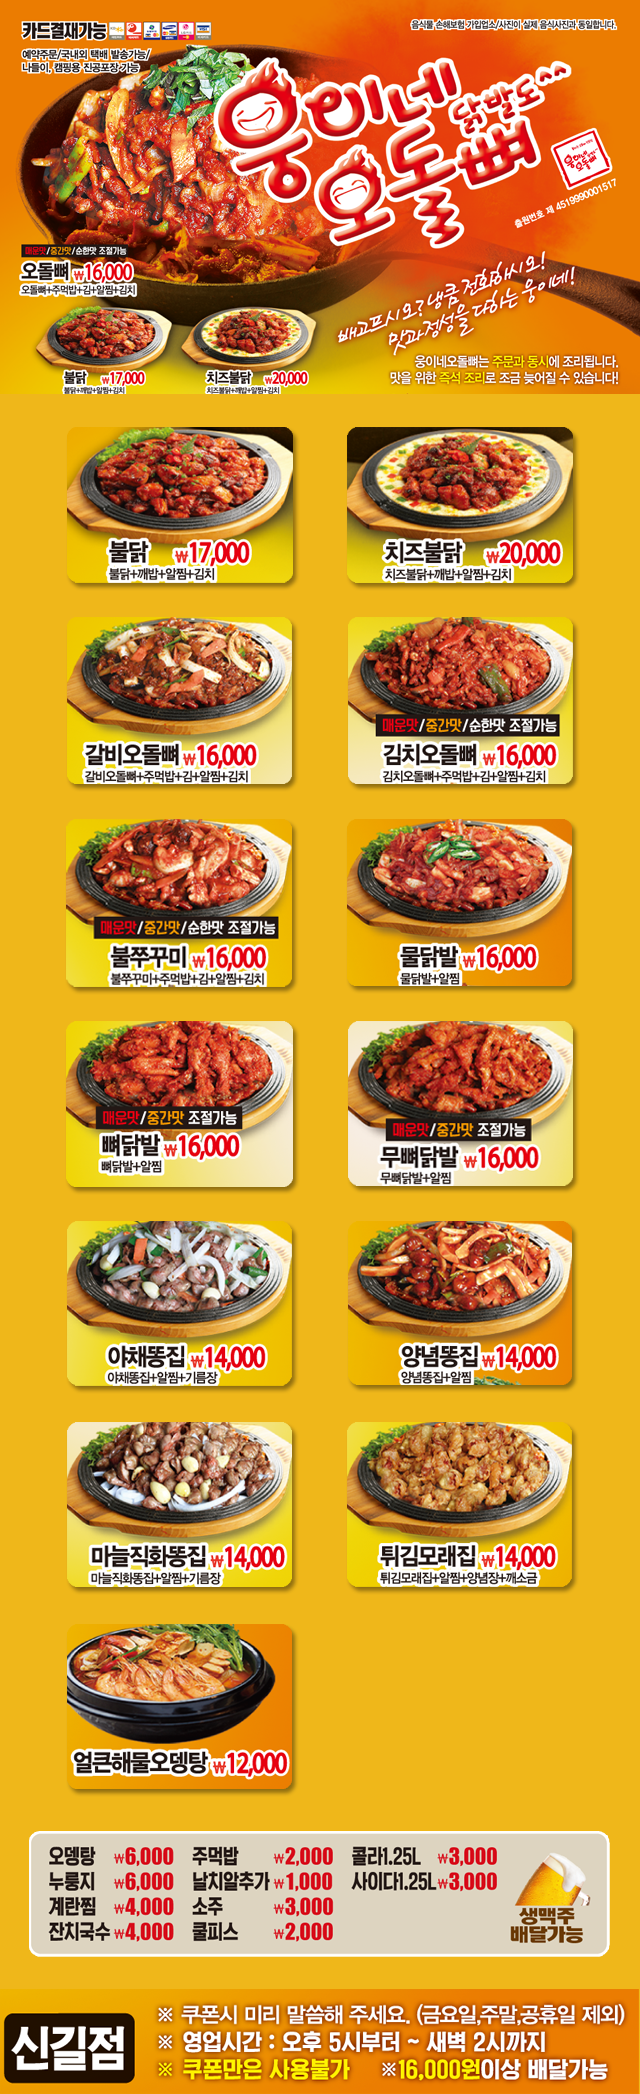 카드결재가능
음식물 손해보험 가입업소/사진이 실제 음식사진과 동일합니다.
예약주문/국내외 택배 발송가능/
나들이, 캠핑용 진공포장 가능
웅이네 닭발도^^
오돌뼈
웅이네
오돌뼈
출원번호 제 4519990001517
매운맛/중간맛/순한맛 조절가능
오돌뼈 ₩16,000
오돌뼈+주먹밥+김+알찜+김치
배고프시오? 냉큼 전화하시오!
맛과 정성을 다하는 웅이네!
불닭 ₩17,000
불닭+깨밥+알찜+김치
치즈불닭 ₩20,000
치즈불닭+깨밥+알찜+김치
웅이네오돌뼈는 주문과 동시에 조리됩니다.
맛을 위한 즉석 조리로 조금 늦어질 수 있습니다!
불닭 ₩17,000
불닭+깨밥+알찜+김치
치즈불닭 ₩20,000
치즈불닭+깨밥+알찜+김치
갈비오돌뼈 ₩16,000
갈비오돌뼈+주먹밥+김+알찜+김치
매운맛/중간맛/순한맛 조절가능
김치오돌뼈 ₩16,000
김치오돌뼈+주먹밥+김+알찜+김치
매운맛/중간맛/순한맛 조절가능
불쭈꾸미 ₩16,000
불쭈꾸미+주먹밥+김+알찜+김치
물닭발 ₩16,000
물닭발+알찜
매운맛/중간맛 조절가능
뼈닭발 ₩16,000
뼈닭발+알찜
매운맛/중간맛 조절가능
무뼈닭발 ₩16,000
무뼈닭발+알찜
야채똥집 ₩14,000
야채똥집+알찜+기름장
양념똥집 ₩14,000
양념똥집+알찜
마늘직화똥집 ₩14,000
마늘직화똥집+알찜+기름장
튀김모래집 ₩14,000
튀김모래집+알찜+양념장+깨소금
얼큰해물오뎅탕 ₩12,000
오뎅탕 ₩6,000 주먹밥 ₩2,000 콜라1.25L ₩3,000
누룽지 ₩6,000 날치알추가 ₩1,000 사이다1.25L ₩3,000
계란찜 ₩4,000 소주 ₩3,000
잔치국수 ₩4,000 쿨피스 ₩2,000
생맥주
배달가능
신길점
※ 쿠폰시 미리 말씀해 주세요. (금요일,주말,공휴일 제외)
※ 영업시간 : 오후 5시부터 ~ 새벽 2시까지
※ 쿠폰만은 사용불가 ※16,000원이상 배달가능